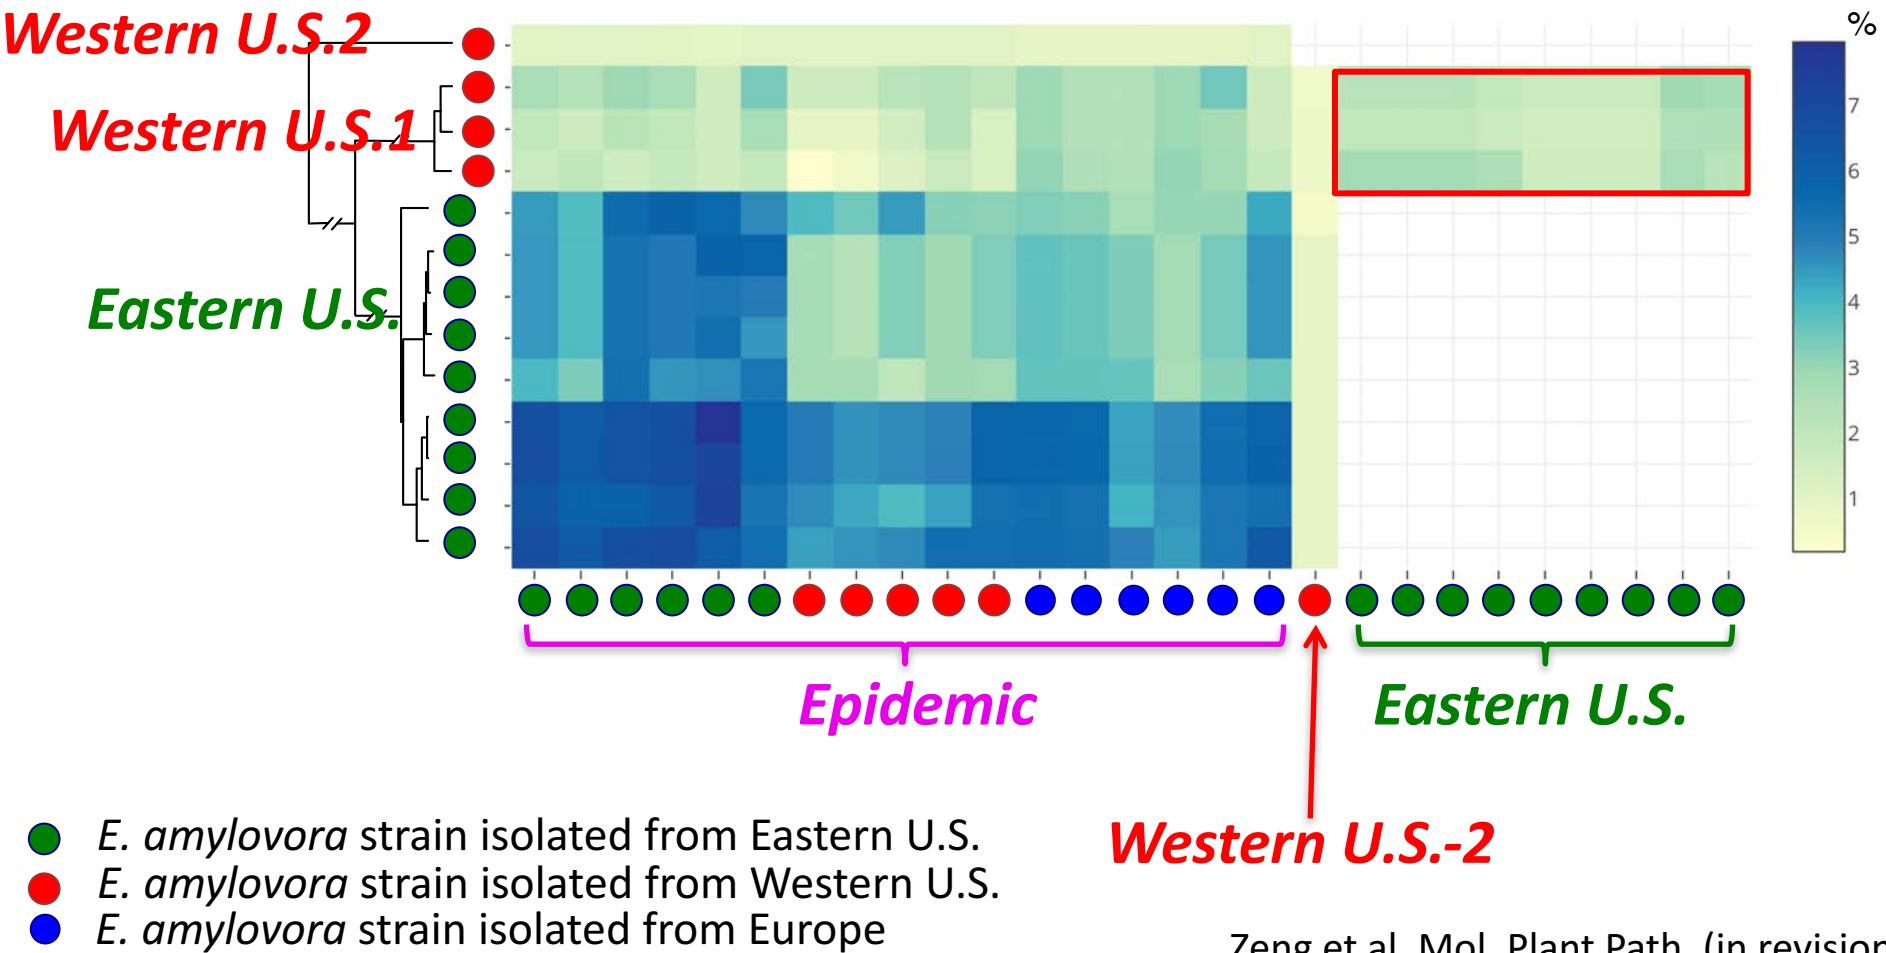 Western U.S.2
%
Western U.S.1
7
6
5
Eastern U.S.
4
3
2
1
Epidemic
Eastern U.S.
E. amylovora strain isolated from Eastern U.S.
Western U.S.-2
E. amylovora strain isolated from Western U.S.
E. amylovora strain isolated from Europe
Zeng et al. Mol. Plant Path. (in revision